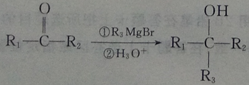 O
OH
R₁—C—R₂ ①R₃MgBr ②H₃O⁺ R₁—C—R₂
R₃